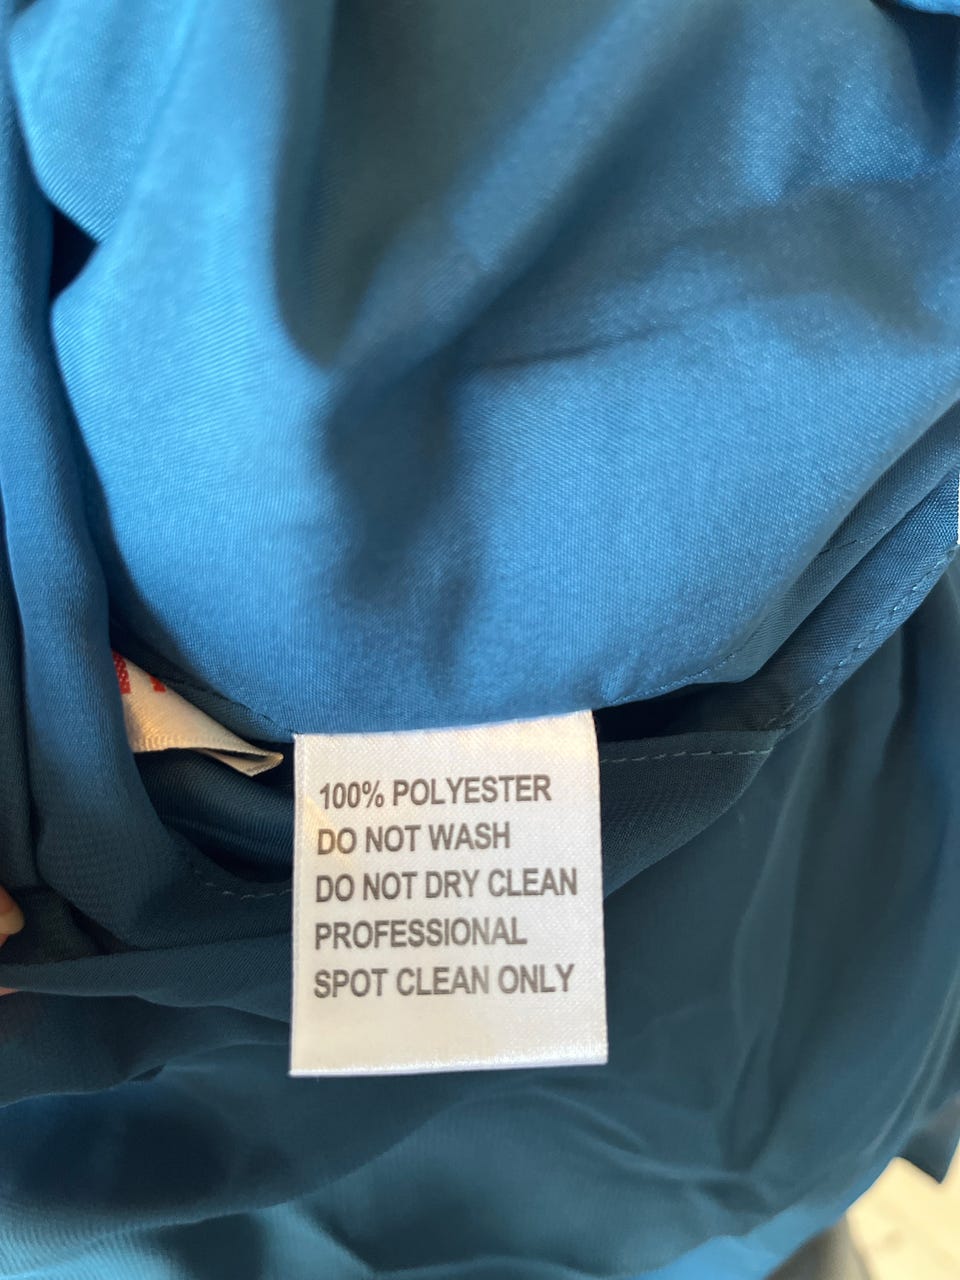 100% POLYESTER
DO NOT WASH
DO NOT DRY CLEAN
PROFESSIONAL
SPOT CLEAN ONLY